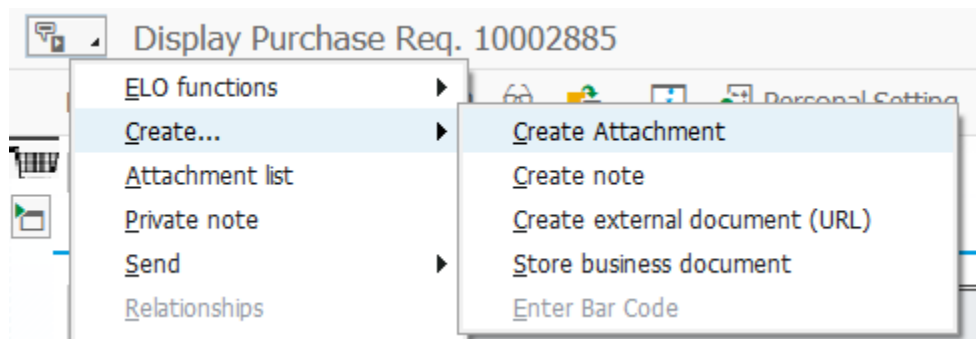 Display Purchase Req. 10002885
ELO functions
Personal Setting
Create...
Create Attachment
Attachment list
Create note
Private note
Create external document (URL)
Send
Store business document
Relationships
Enter Bar Code